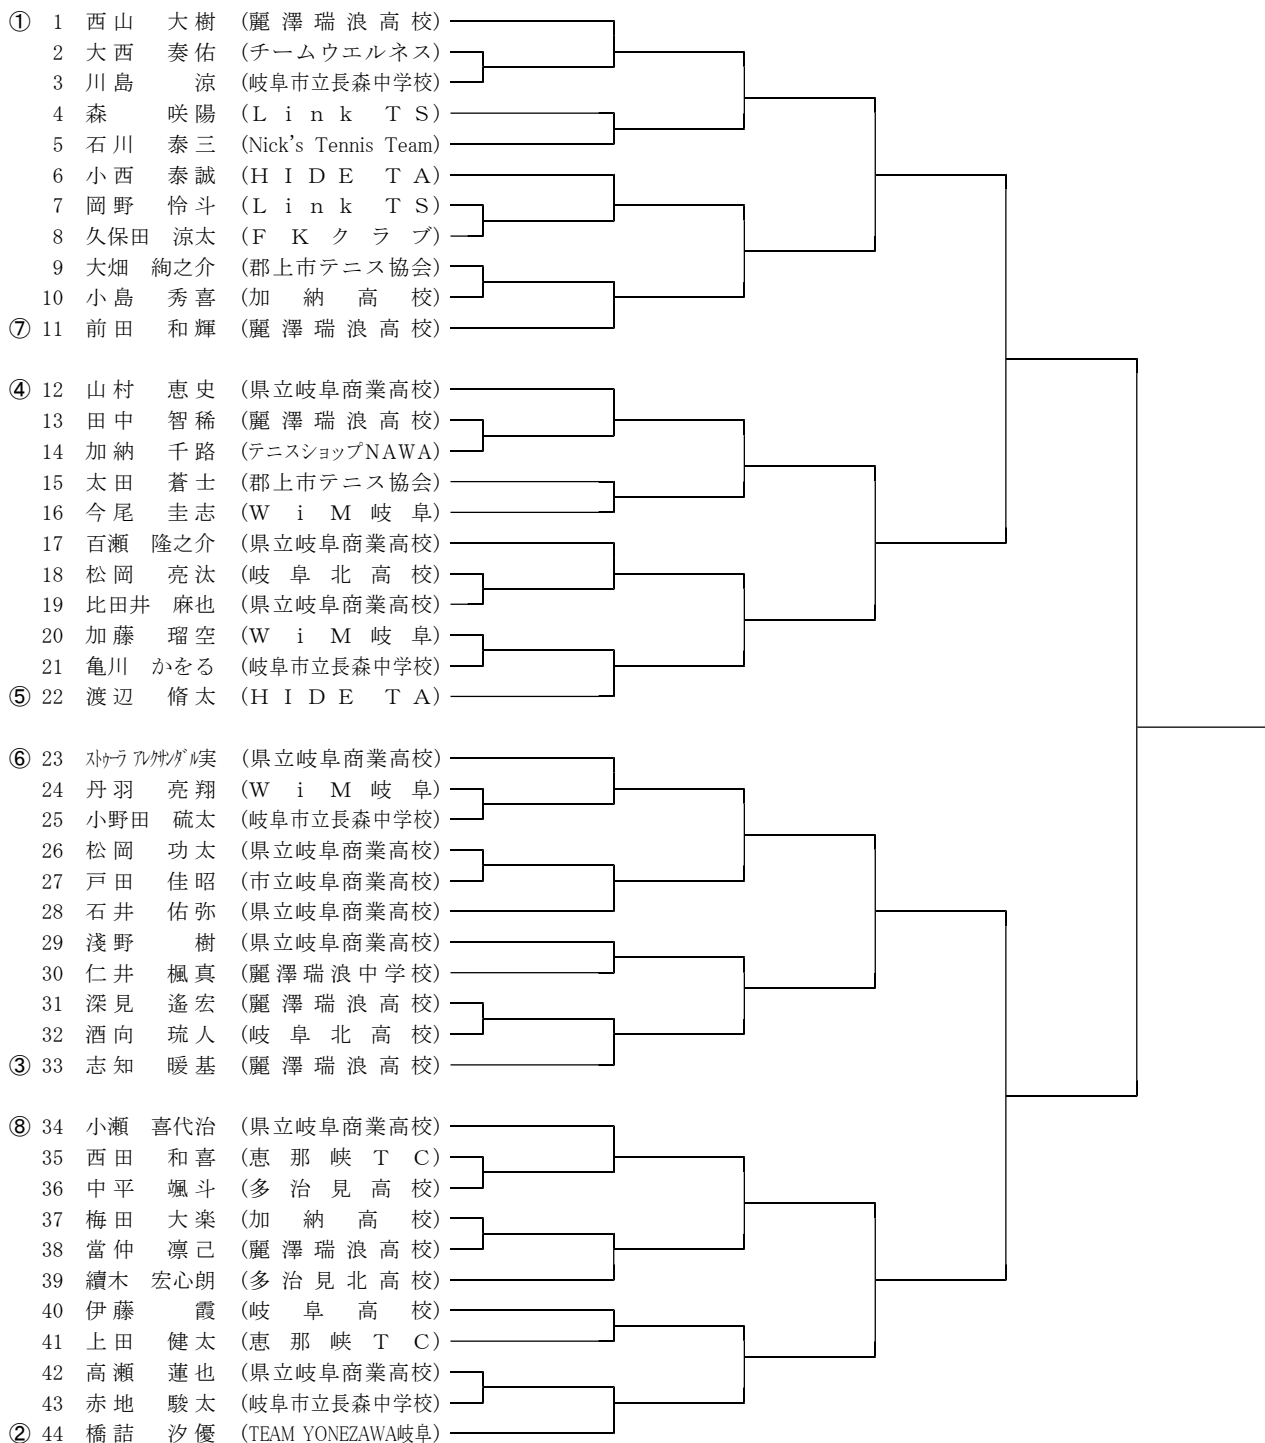 ① 1 西山 大樹 (麗澤瑞浪高校)
2 大西 奏佑 (チームウエルネス)
3 川島 涼 (岐阜市立長森中学校)
4 森 咲陽 (Link TS)
5 石川 泰三 (Nick's Tennis Team)
6 小西 泰誠 (HIDE TA)
7 岡野 怜斗 (Link TS)
8 久保田 涼太 (FKクラブ)
9 大畑 絢之介 (郡上市テニス協会)
10 小島 秀喜 (加納高校)
⑦ 11 前田 和輝 (麗澤瑞浪高校)
④ 12 山村 恵史 (県立岐阜商業高校)
13 田中 智稀 (麗澤瑞浪高校)
14 加納 千路 (テニスショップNAWA)
15 太田 蒼士 (郡上市テニス協会)
16 今尾 圭志 (WiM岐阜)
17 百瀬 隆之介 (県立岐阜商業高校)
18 松岡 亮汰 (岐阜北高校)
19 比田井 麻也 (県立岐阜商業高校)
20 加藤 瑠空 (WiM岐阜)
21 亀川 かをる (岐阜市立長森中学校)
⑤ 22 渡辺 脩太 (HIDE TA)
⑥ 23 ストゥーラ アレクサンダル実 (県立岐阜商業高校)
24 丹羽 亮翔 (WiM岐阜)
25 小野田 硫太 (岐阜市立長森中学校)
26 松岡 功太 (県立岐阜商業高校)
27 戸田 佳昭 (市立岐阜商業高校)
28 石井 佑弥 (県立岐阜商業高校)
29 淺野 樹 (県立岐阜商業高校)
30 仁井 楓真 (麗澤瑞浪中学校)
31 深見 遙宏 (麗澤瑞浪高校)
32 酒向 琉人 (岐阜北高校)
③ 33 志知 暖基 (麗澤瑞浪高校)
⑧ 34 小瀬 喜代治 (県立岐阜商業高校)
35 西田 和喜 (恵那峡TC)
36 中平 颯斗 (多治見高校)
37 梅田 大楽 (加納高校)
38 當仲 凛己 (麗澤瑞浪高校)
39 續木 宏心朗 (多治見北高校)
40 伊藤 霞 (岐阜高校)
41 上田 健太 (恵那峡TC)
42 高瀬 蓮也 (県立岐阜商業高校)
43 赤地 駿太 (岐阜市立長森中学校)
② 44 橋詰 汐優 (TEAM YONEZAWA岐阜)